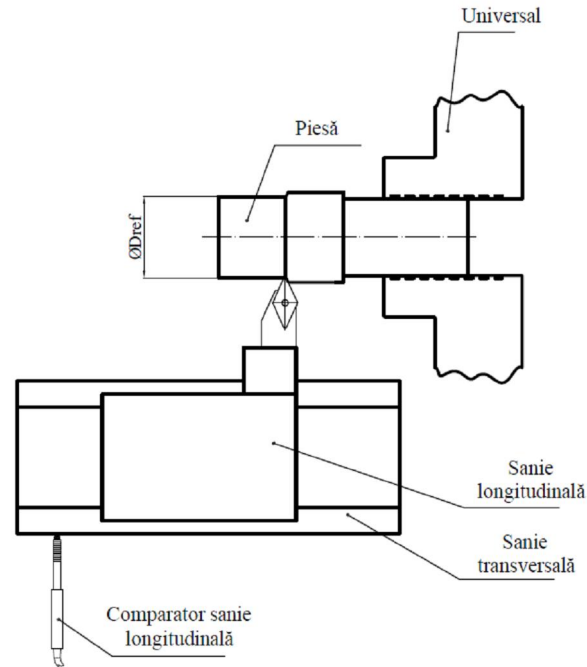 Universal
Piesă
ØDref
Sanie
longitudinală
Sanie
transversală
Comparator sanie
longitudinală